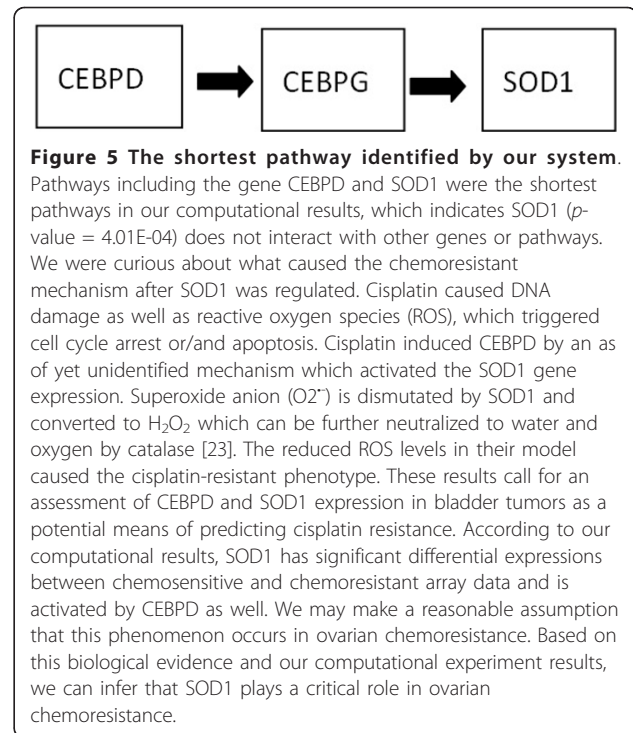 CEBPD CEBPG SOD1
Figure 5 The shortest pathway identified by our system.
Pathways including the gene CEBPD and SOD1 were the shortest
pathways in our computational results, which indicates SOD1 (p-
value = 4.01E-04) does not interact with other genes or pathways.
We were curious about what caused the chemoresistant
mechanism after SOD1 was regulated. Cisplatin caused DNA
damage as well as reactive oxygen species (ROS), which triggered
cell cycle arrest or/and apoptosis. Cisplatin induced CEBPD by an as
of yet unidentified mechanism which activated the SOD1 gene
expression. Superoxide anion (O2•−) is dismutated by SOD1 and
converted to H₂O₂ which can be further neutralized to water and
oxygen by catalase [23]. The reduced ROS levels in their model
caused the cisplatin-resistant phenotype. These results call for an
assessment of CEBPD and SOD1 expression in bladder tumors as a
potential means of predicting cisplatin resistance. According to our
computational results, SOD1 has significant differential expressions
between chemosensitive and chemoresistant array data and is
activated by CEBPD as well. We may make a reasonable assumption
that this phenomenon occurs in ovarian chemoresistance. Based on
this biological evidence and our computational experiment results,
we can infer that SOD1 plays a critical role in ovarian
chemoresistance.